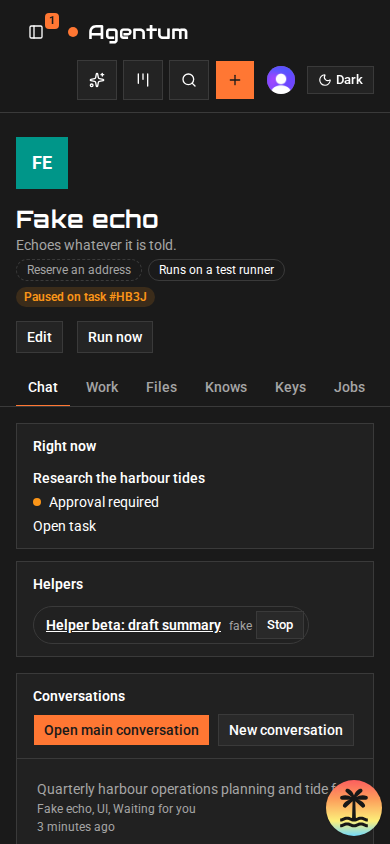 1
Agentum
Dark
FE
Fake echo
Echoes whatever it is told.
Reserve an address
Runs on a test runner
Paused on task #HB3J
Edit
Run now
Chat
Work
Files
Knows
Keys
Jobs
Right now
Research the harbour tides
Approval required
Open task
Helpers
Helper beta: draft summary fake Stop
Conversations
Open main conversation
New conversation
Quarterly harbour operations planning and tide
Fake echo, UI, Waiting for you
3 minutes ago